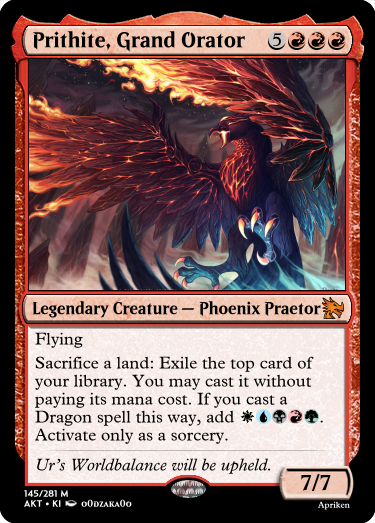 Prithite, Grand Orator 5
Legendary Creature — Phoenix Praetor
Flying
Sacrifice a land: Exile the top card of
your library. You may cast it without
paying its mana cost. If you cast a
Dragon spell this way, add .
Activate only as a sorcery.
Ur's Worldbalance will be upheld.
7/7
145/281 M
AKT • KI o0DZAKA0o
Apriken